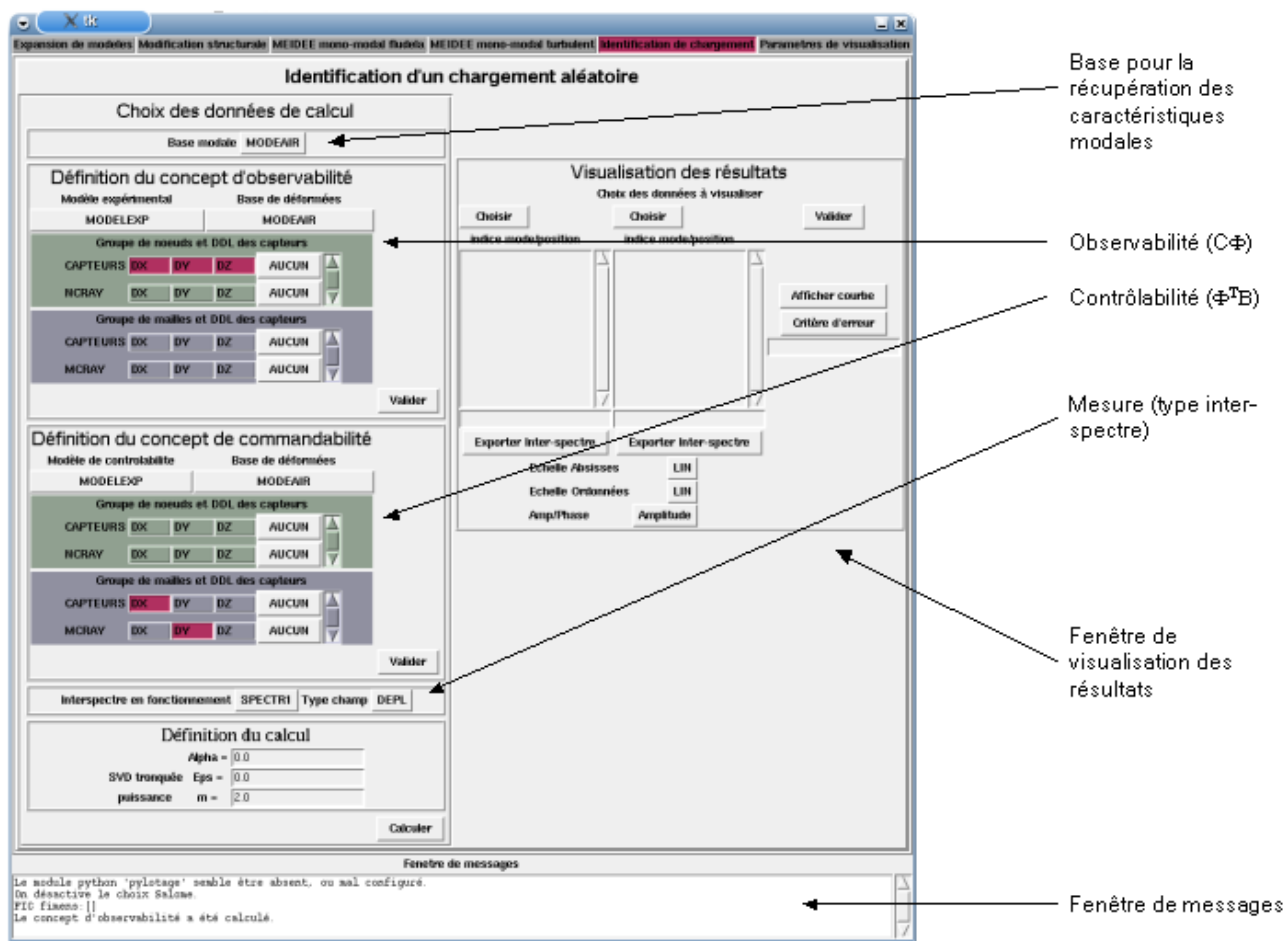 X tk
Expansion de modeles Modification structurale MEIDEE mono-modal fludela MEIDEE mono-modal turbulent Identification de chargement Parametres de visualisation
Identification d'un chargement aléatoire
Choix des données de calcul
Base modale MODEAIR
Définition du concept d'observabilité
Modèle expérimental Base de déformées
MODELEXP MODEAIR
Groupe de noeuds et DDL des capteurs
CAPTEURS DX DY DZ AUCUN
NCRAY DX DY DZ AUCUN
Groupe de mailles et DDL des capteurs
CAPTEURS DX DY DZ AUCUN
MCRAY DX DY DZ AUCUN
Valider
Définition du concept de commandabilité
Modèle de controlabilite Base de déformées
MODELEXP MODEAIR
Groupe de noeuds et DDL des capteurs
CAPTEURS DX DY DZ AUCUN
NCRAY DX DY DZ AUCUN
Groupe de mailles et DDL des capteurs
CAPTEURS DX DY DZ AUCUN
MCRAY DX DY DZ AUCUN
Valider
Interspectre en fonctionnement SPECTR1 Type champ DEPL
Définition du calcul
Alpha = 0.0
SVD tronquée Eps = 0.0
puissance m = 2.0
Calculer
Visualisation des résultats
Choix des données à visualiser
Choisir Choisir Valider
indice mode/position indice mode/position
Afficher courbe
Critère d'erreur
Exporter Inter-spectre Exporter Inter-spectre
Echelle Absisses LIN
Echelle Ordonnées LIN
Amp/Phase Amplitude
Fenetre de messages
Le module python 'pylotage' semble être absent, ou mal configuré.
On désactive le choix Salome.
FIC fimens:[]
Le concept d'observabilité a été calculé.
Base pour la
récupération des
caractéristiques
modales
Observabilité (CΦ)
Contrôlabilité (ΦᵀB)
Mesure (type inter-
spectre)
Fenêtre de
visualisation des
résultats
Fenêtre de messages